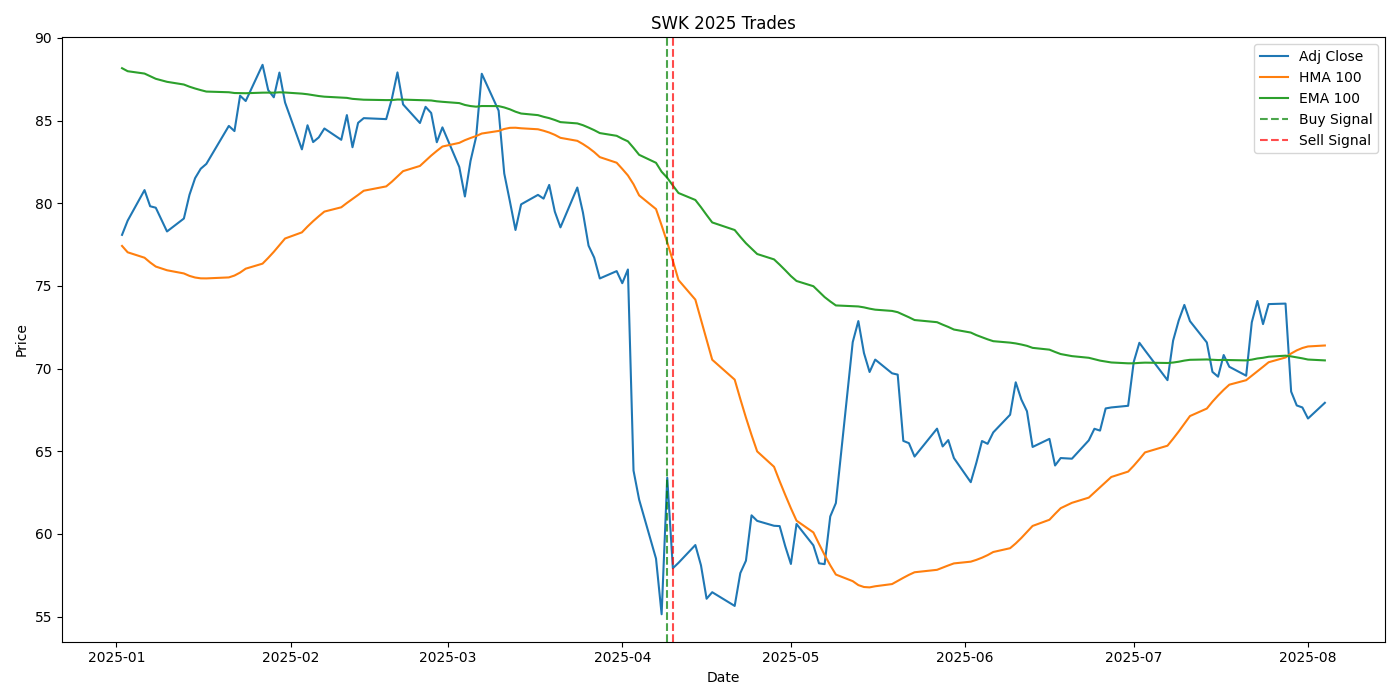 SWK 2025 Trades
90
85
80
75
70
65
60
55
Price
Adj Close
HMA 100
EMA 100
Buy Signal
Sell Signal
2025-01
2025-02
2025-03
2025-04
2025-05
2025-06
2025-07
2025-08
Date